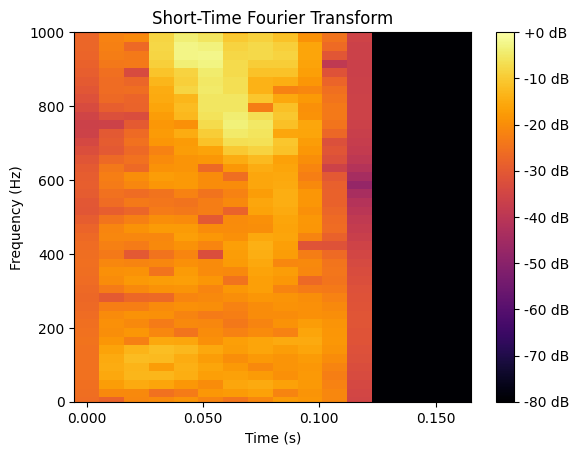 Short-Time Fourier Transform
1000
800
600
400
200
0
Frequency (Hz)
0.000
0.050
0.100
0.150
Time (s)
+0 dB
-10 dB
-20 dB
-30 dB
-40 dB
-50 dB
-60 dB
-70 dB
-80 dB